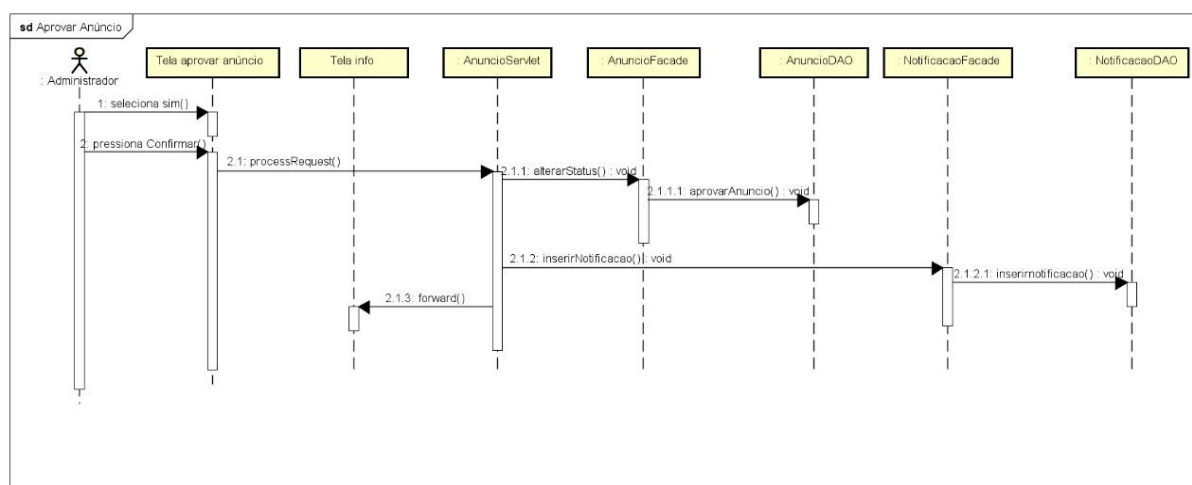 sd Aprovar Anúncio
: Administrador
Tela aprovar anúncio
Tela info
: AnuncioServlet
: AnuncioFacade
: AnuncioDAO
: NotificacaoFacade
: NotificacaoDAO
1: seleciona sim()
2: pressiona Confirmar()
2.1: processRequest()
2.1.1: alterarStatus() : void
2.1.1.1: aprovarAnuncio() : void
2.1.2: inserirNotificacao() : void
2.1.2.1: inserirnotificacao() : void
2.1.3: forward()